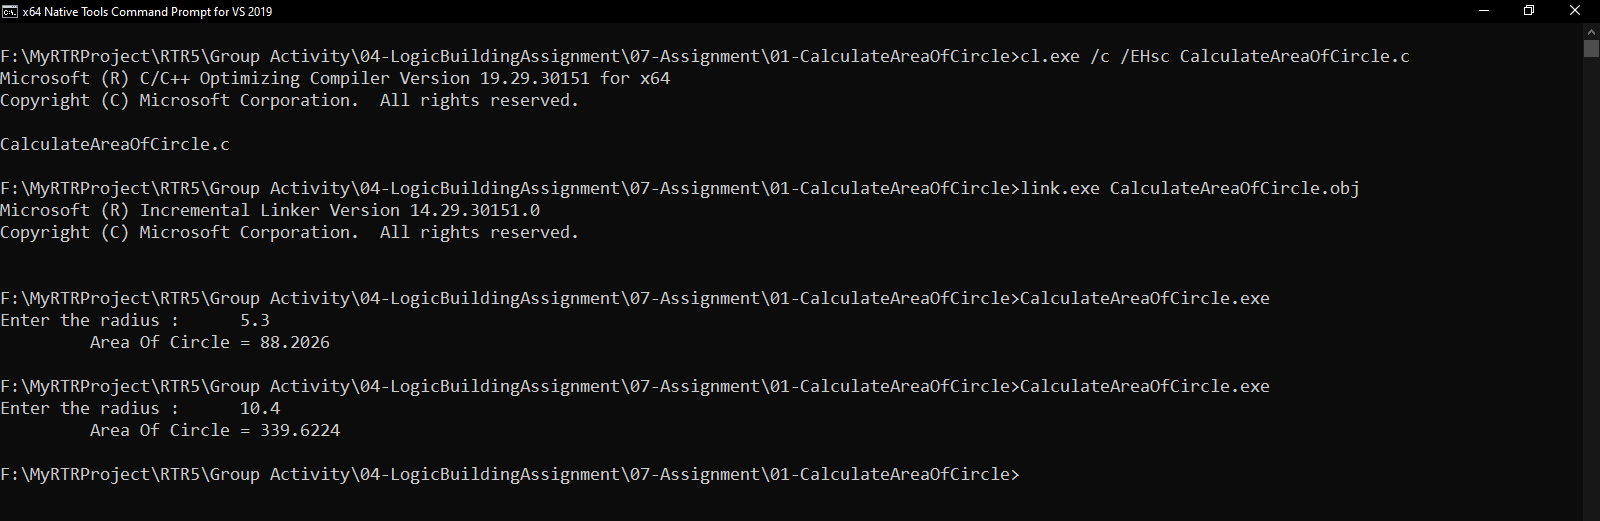 x64 Native Tools Command Prompt for VS 2019
F:\MyRTRProject\RTR5\Group Activity\04-LogicBuildingAssignment\07-Assignment\01-CalculateAreaOfCircle>cl.exe /c /EHsc CalculateAreaOfCircle.c
Microsoft (R) C/C++ Optimizing Compiler Version 19.29.30151 for x64
Copyright (C) Microsoft Corporation.  All rights reserved.
CalculateAreaOfCircle.c
F:\MyRTRProject\RTR5\Group Activity\04-LogicBuildingAssignment\07-Assignment\01-CalculateAreaOfCircle>link.exe CalculateAreaOfCircle.obj
Microsoft (R) Incremental Linker Version 14.29.30151.0
Copyright (C) Microsoft Corporation.  All rights reserved.
F:\MyRTRProject\RTR5\Group Activity\04-LogicBuildingAssignment\07-Assignment\01-CalculateAreaOfCircle>CalculateAreaOfCircle.exe
Enter the radius :      5.3
         Area Of Circle = 88.2026
F:\MyRTRProject\RTR5\Group Activity\04-LogicBuildingAssignment\07-Assignment\01-CalculateAreaOfCircle>CalculateAreaOfCircle.exe
Enter the radius :      10.4
         Area Of Circle = 339.6224
F:\MyRTRProject\RTR5\Group Activity\04-LogicBuildingAssignment\07-Assignment\01-CalculateAreaOfCircle>